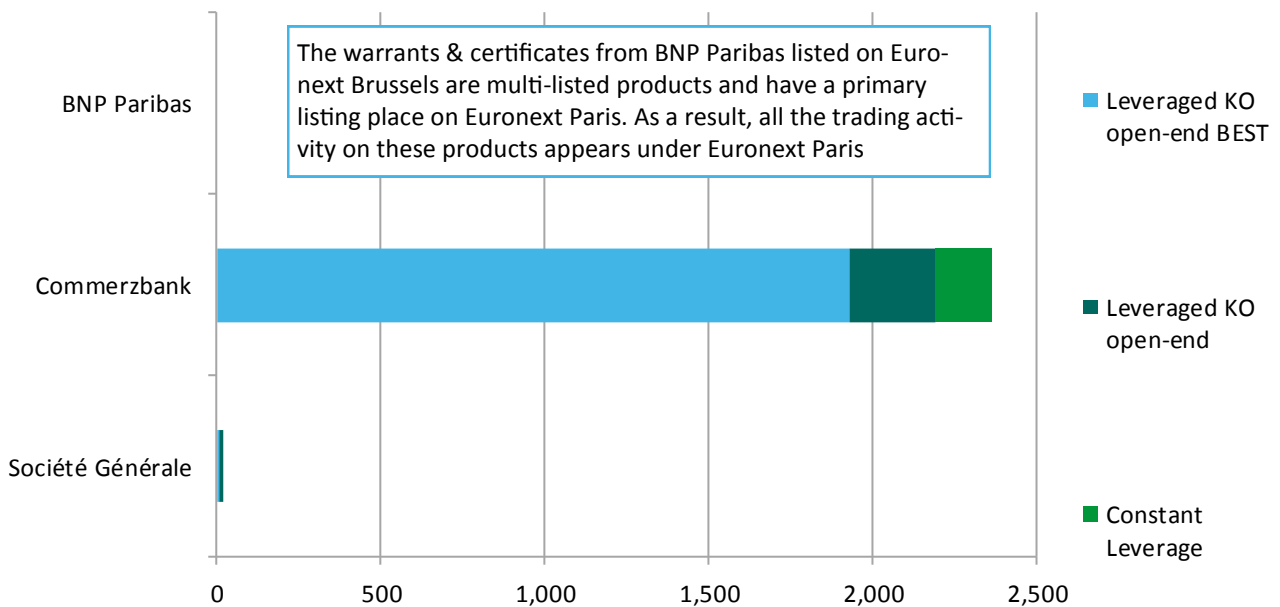 The warrants & certificates from BNP Paribas listed on Euro-
next Brussels are multi-listed products and have a primary
listing place on Euronext Paris. As a result, all the trading acti-
vity on these products appears under Euronext Paris
BNP Paribas
Commerzbank
Société Générale
0
500
1,000
1,500
2,000
2,500
Leveraged KO
open-end BEST
Leveraged KO
open-end
Constant
Leverage